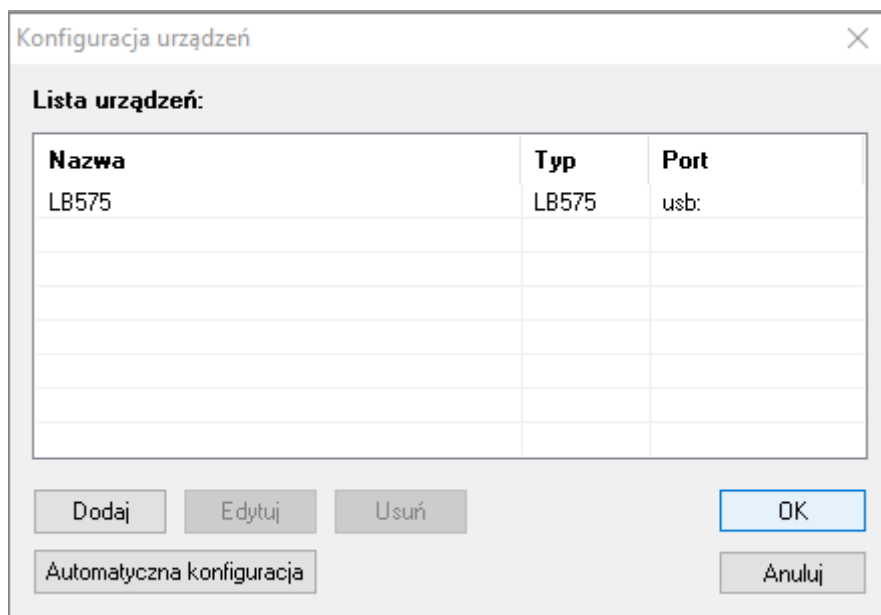 Konfiguracja urządzeń
Lista urządzeń:
Nazwa Typ Port
LB575 LB575 usb:
Dodaj Edytuj Usuń OK
Automatyczna konfiguracja Anuluj